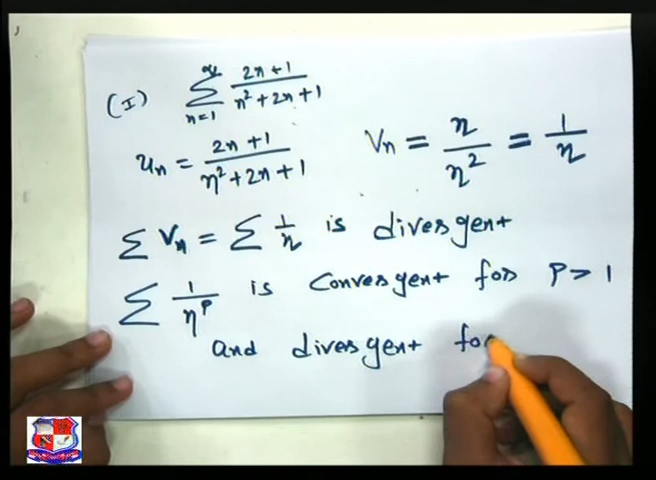 (I) ∑_{n=1}^{∞} (2n+1)/(n²+2n+1)
u_n = (2n+1)/(n²+2n+1) V_n = n/n² = 1/n
∑ V_n = ∑ 1/n is divergent
∑ 1/n^p is Convergent for P > 1
and divergent for